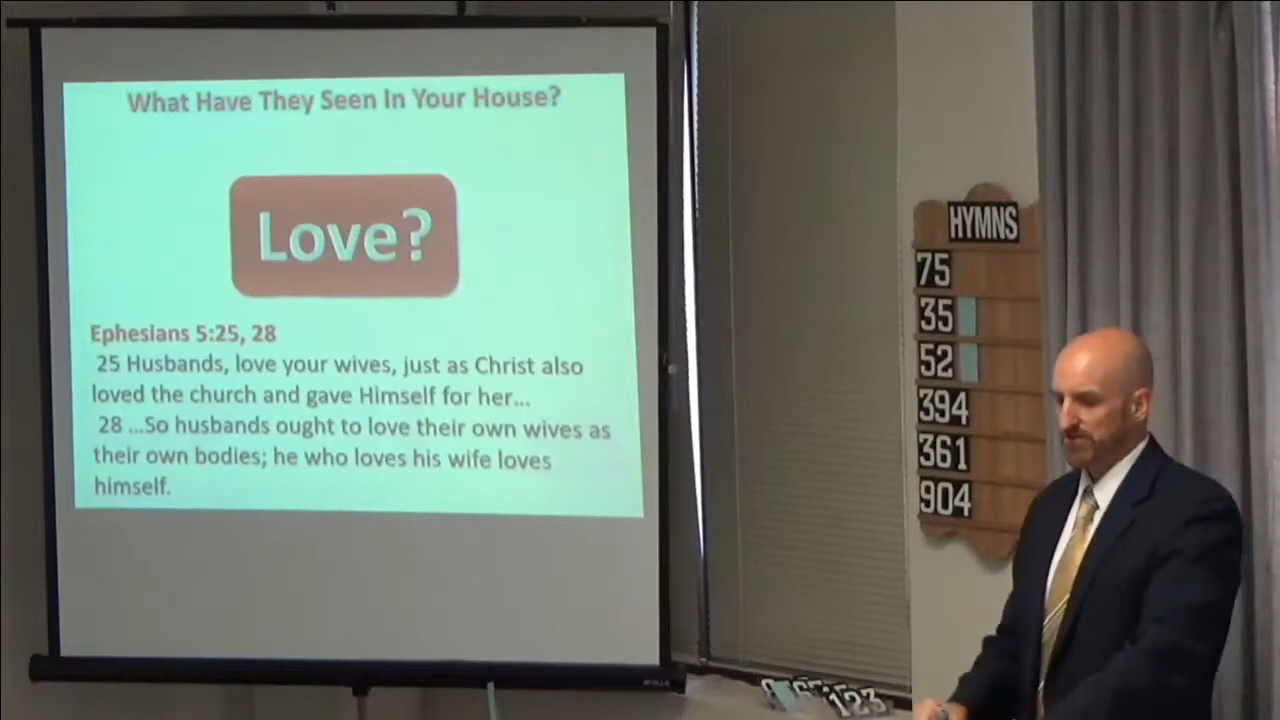 What Have They Seen In Your House?
Love?
Ephesians 5:25, 28
25 Husbands, love your wives, just as Christ also
loved the church and gave Himself for her...
28 ...So husbands ought to love their own wives as
their own bodies; he who loves his wife loves
himself.
HYMNS
75
35
52
394
361
904
APOLLO
123